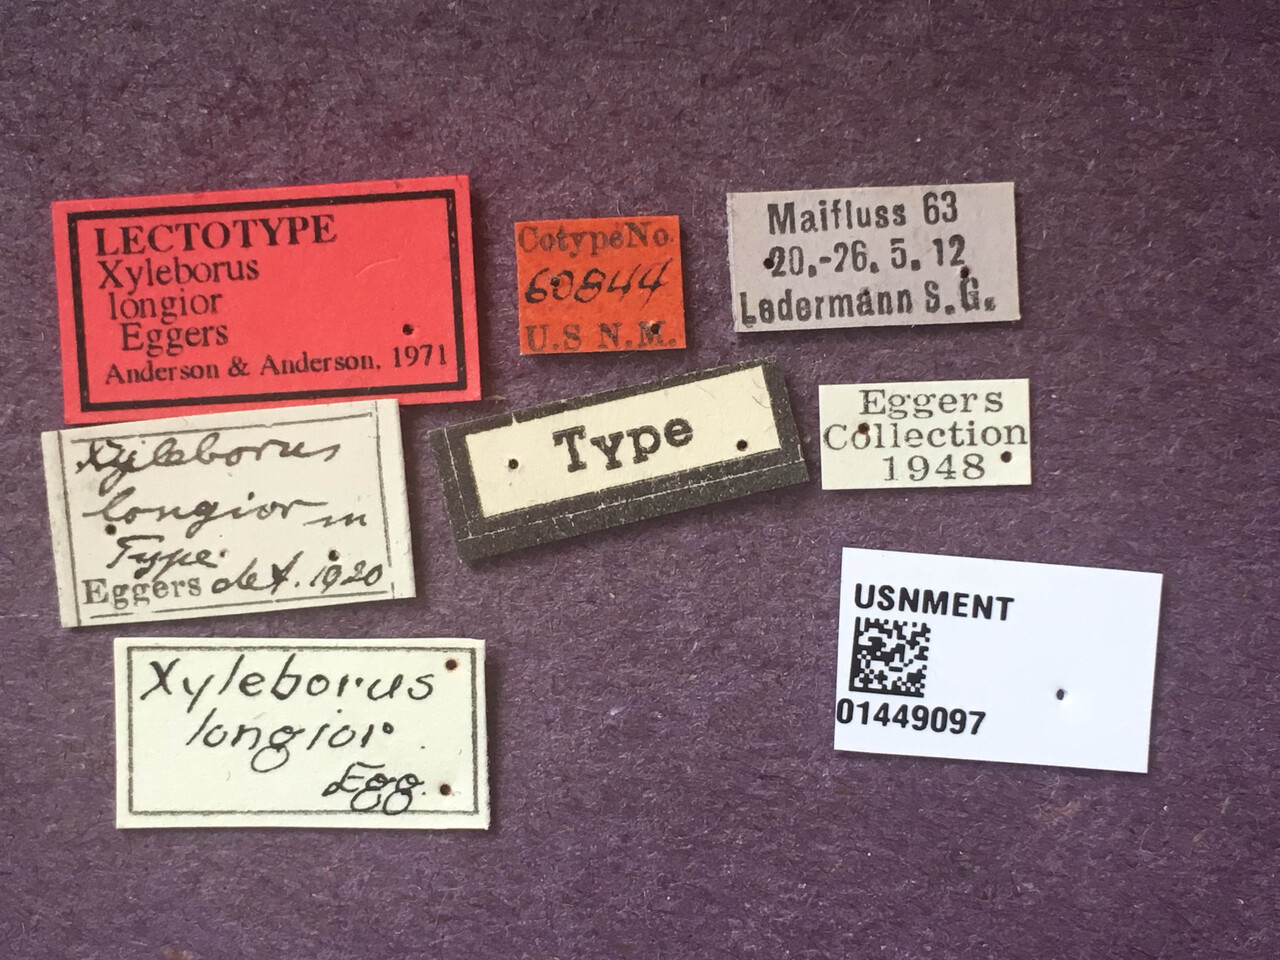 LECTOTYPE
Xyleborus
longior
Eggers
Anderson & Anderson, 1971
CotypeNo.
60844
U.S N.M.
Maifluss 63
20.-26. 5. 12
Ledermann S.G.
Xyleborus
longior m
Type
Eggers det. 1920
Type
Eggers
Collection
1948
Xyleborus
longior
Egg.
USNMENT
01449097